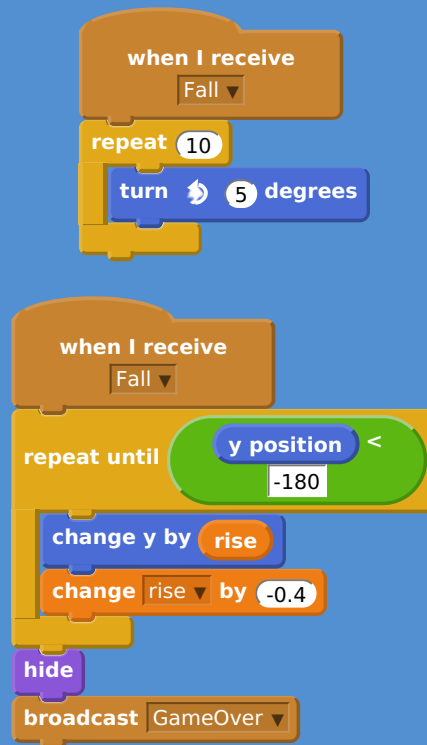 when I receive
Fall ▼
repeat 10
turn 5 degrees
when I receive
Fall ▼
repeat until y position <
-180
change y by rise
change rise ▼ by -0.4
hide
broadcast GameOver ▼